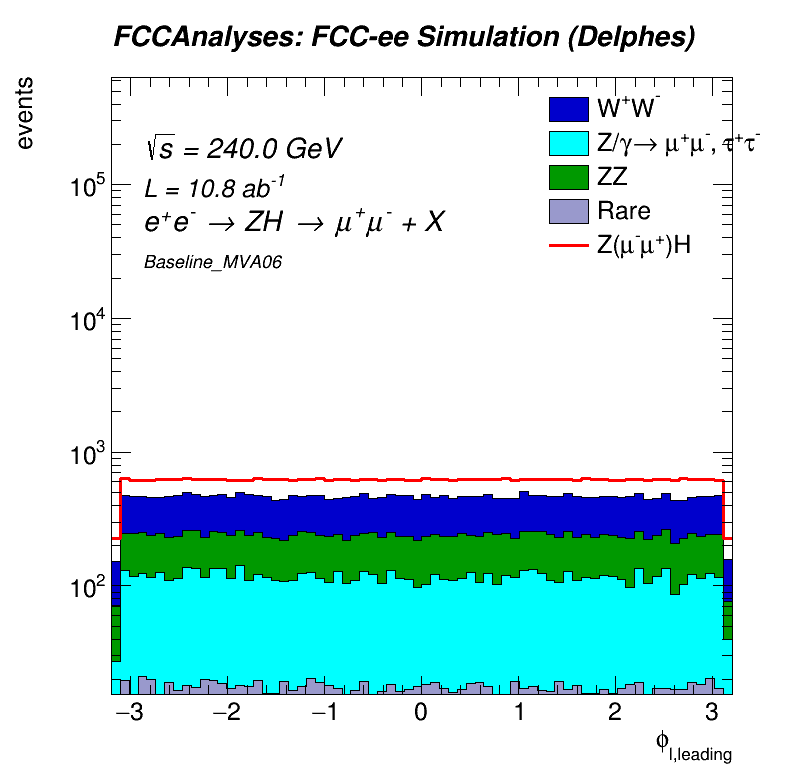 FCCAnalyses: FCC-ee Simulation (Delphes)
events
√s = 240.0 GeV
L = 10.8 ab⁻¹
e⁺e⁻ → ZH → μ⁺μ⁻ + X
Baseline_MVA06
W⁺W⁻
Z/γ→ μ⁺μ⁻, τ⁺τ⁻
ZZ
Rare
Z(μ⁻μ⁺)H
10⁵
10⁴
10³
10²
−3 −2 −1 0 1 2 3
ϕ_l,leading